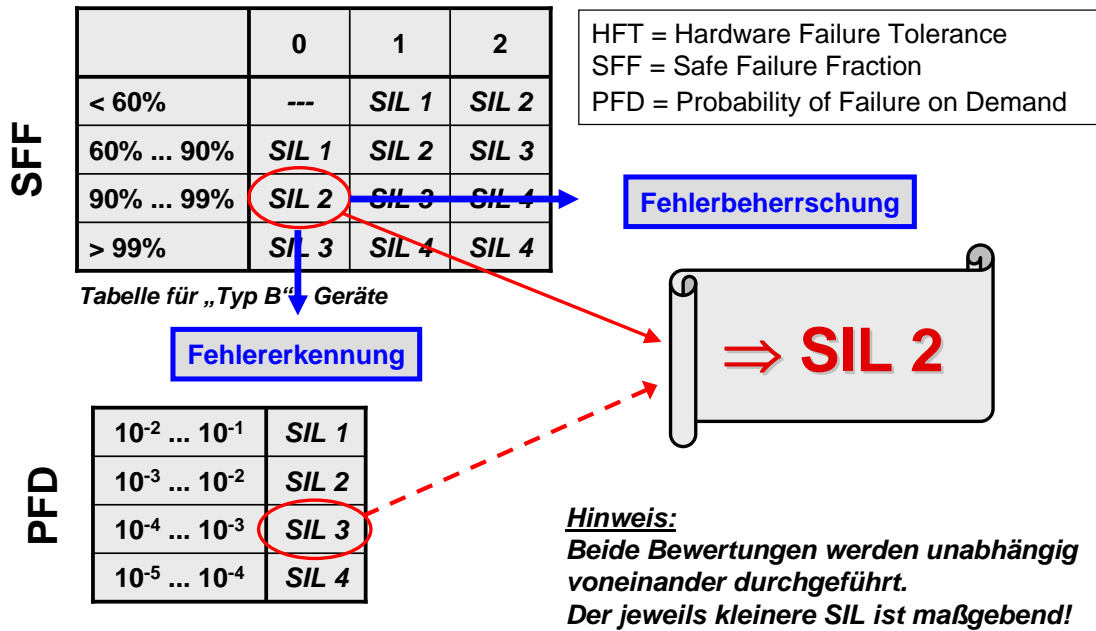 0 1 2
HFT = Hardware Failure Tolerance
SFF = Safe Failure Fraction
PFD = Probability of Failure on Demand
SFF
< 60% --- SIL 1 SIL 2
60% ... 90% SIL 1 SIL 2 SIL 3
90% ... 99% SIL 2 SIL 3 SIL 4
> 99% SIL 3 SIL 4 SIL 4
Fehlerbeherrschung
Tabelle für „Typ B“ Geräte
Fehlererkennung
⇒ SIL 2
PFD
10⁻² ... 10⁻¹ SIL 1
10⁻³ ... 10⁻² SIL 2
10⁻⁴ ... 10⁻³ SIL 3
10⁻⁵ ... 10⁻⁴ SIL 4
Hinweis:
Beide Bewertungen werden unabhängig
voneinander durchgeführt.
Der jeweils kleinere SIL ist maßgebend!